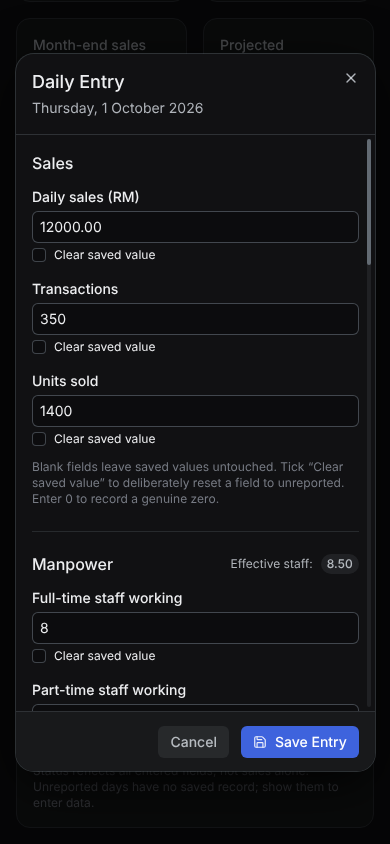 Month-end sales
Projected
Daily Entry
Thursday, 1 October 2026
Sales
Daily sales (RM)
12000.00
Clear saved value
Transactions
350
Clear saved value
Units sold
1400
Clear saved value
Blank fields leave saved values untouched. Tick “Clear
saved value” to deliberately reset a field to unreported.
Enter 0 to record a genuine zero.
Manpower
Effective staff: 8.50
Full-time staff working
8
Clear saved value
Part-time staff working
Cancel
Save Entry
Unreported days have no saved record; show them to
enter data.